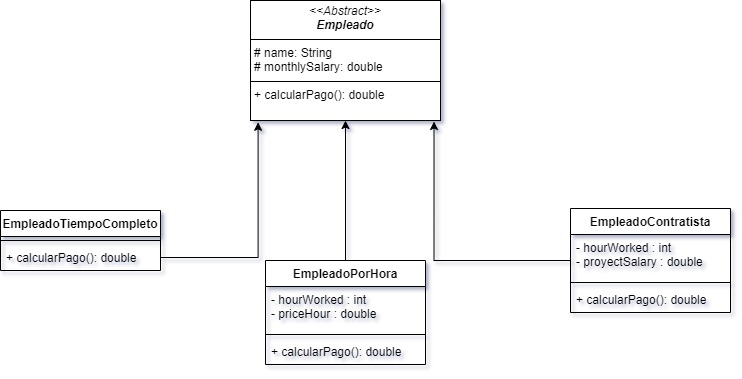 <<Abstract>>
Empleado
# name: String
# monthlySalary: double
+ calcularPago(): double
EmpleadoTiempoCompleto
+ calcularPago(): double
EmpleadoPorHora
- hourWorked : int
- priceHour : double
+ calcularPago(): double
EmpleadoContratista
- hourWorked : int
- proyectSalary : double
+ calcularPago(): double